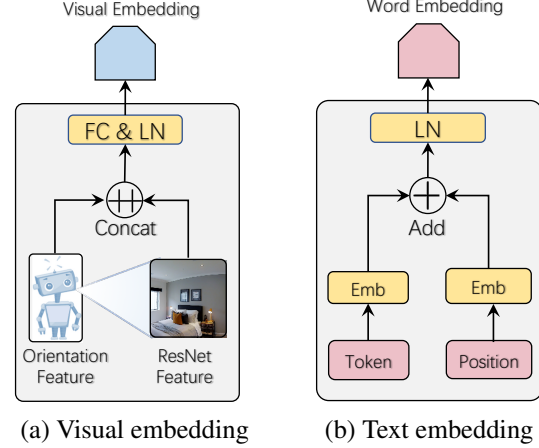 Visual Embedding
FC & LN
Concat
Orientation
Feature
ResNet
Feature
(a) Visual embedding
Word Embedding
LN
Add
Emb
Emb
Token
Position
(b) Text embedding